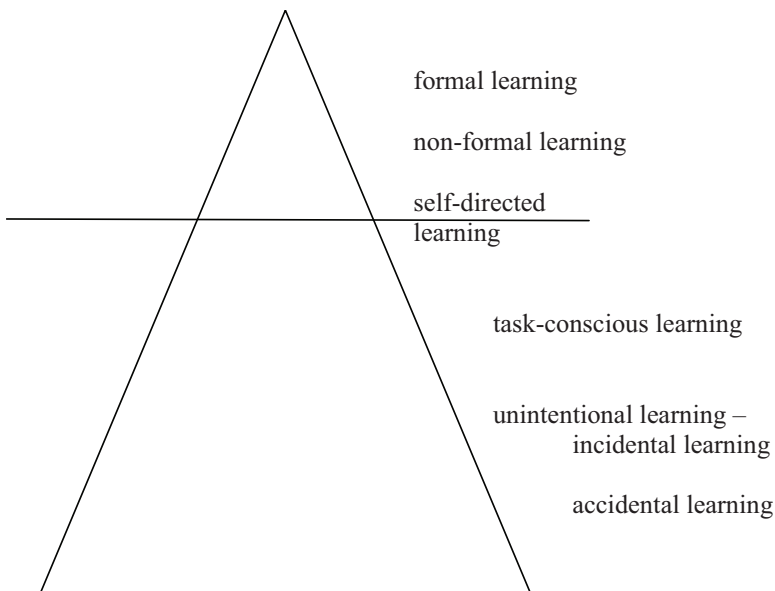 formal learning
non-formal learning
self-directed
learning
task-conscious learning
unintentional learning –
incidental learning
accidental learning